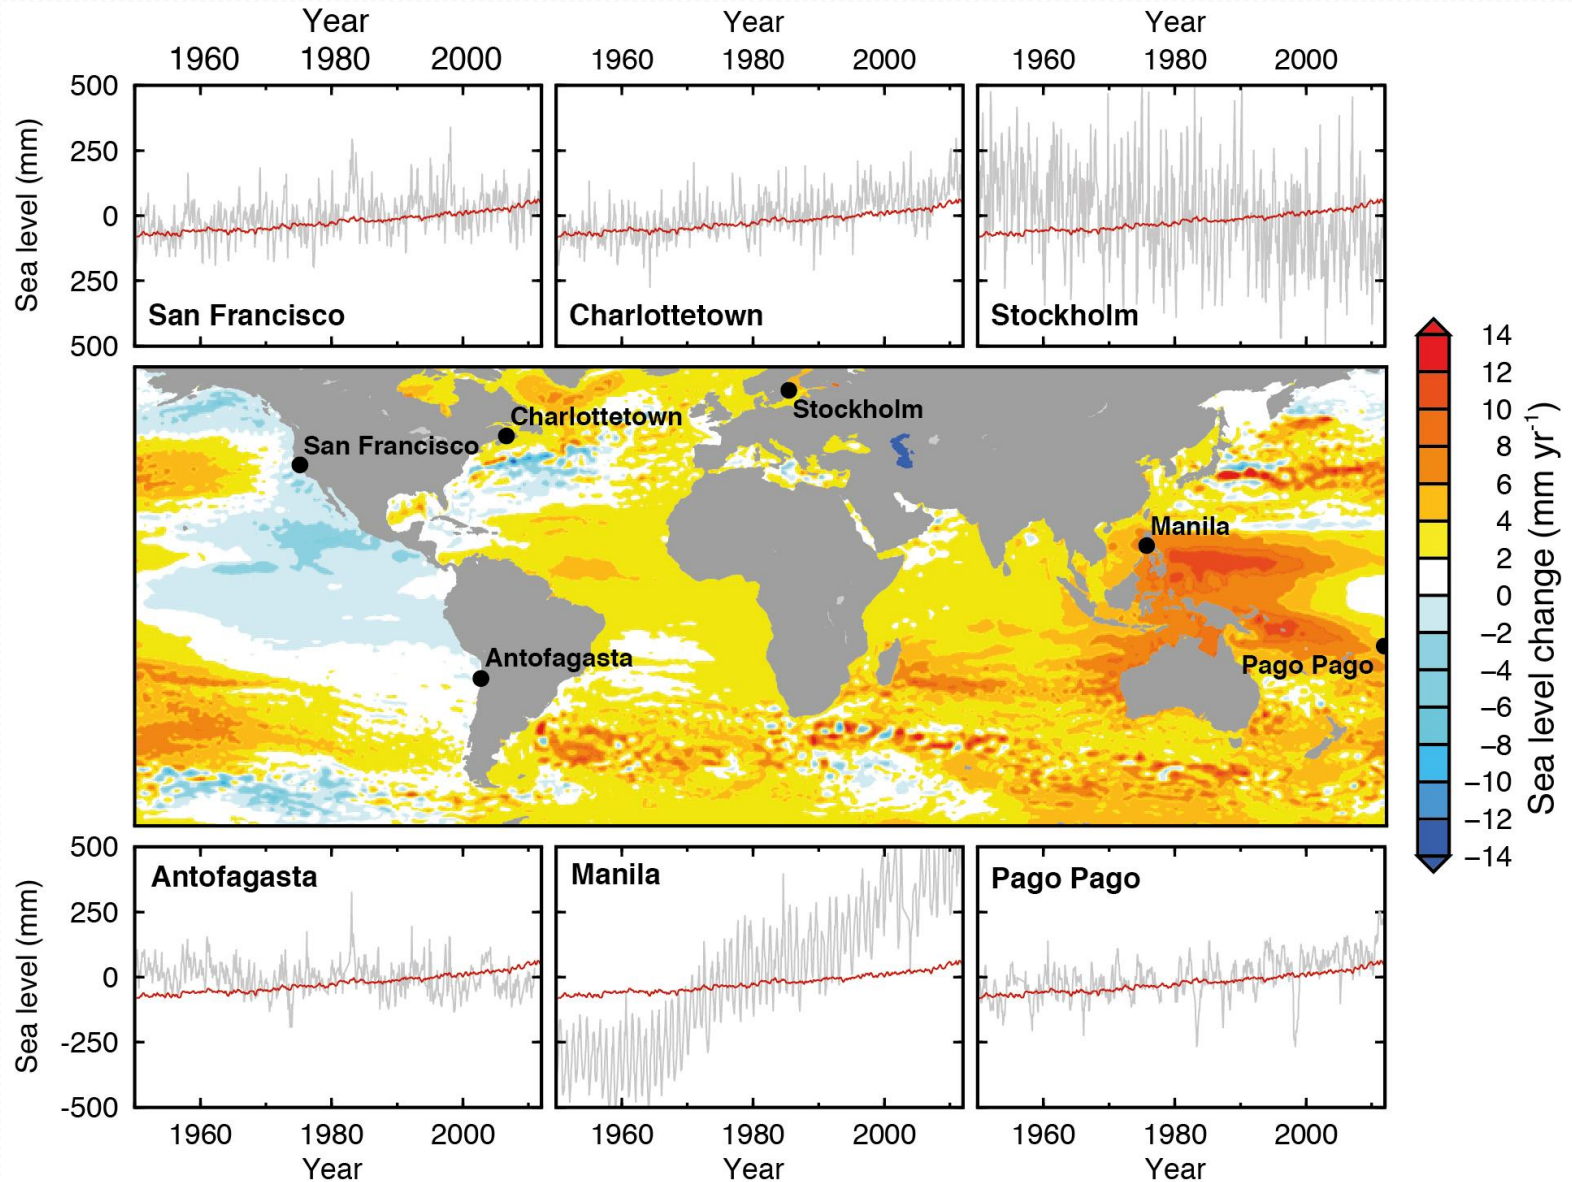 Year Year Year
1960 1980 2000 1960 1980 2000 1960 1980 2000
500
250
0
250
500
Sea level (mm)
San Francisco Charlottetown Stockholm
Charlottetown
Stockholm
San Francisco
Manila
Antofagasta
Pago Pago
14
12
10
8
6
4
2
0
−2
−4
−6
−8
−10
−12
−14
Sea level change (mm yr-1)
500
250
0
-250
-500
Sea level (mm)
Antofagasta Manila Pago Pago
1960 1980 2000 1960 1980 2000 1960 1980 2000
Year Year Year